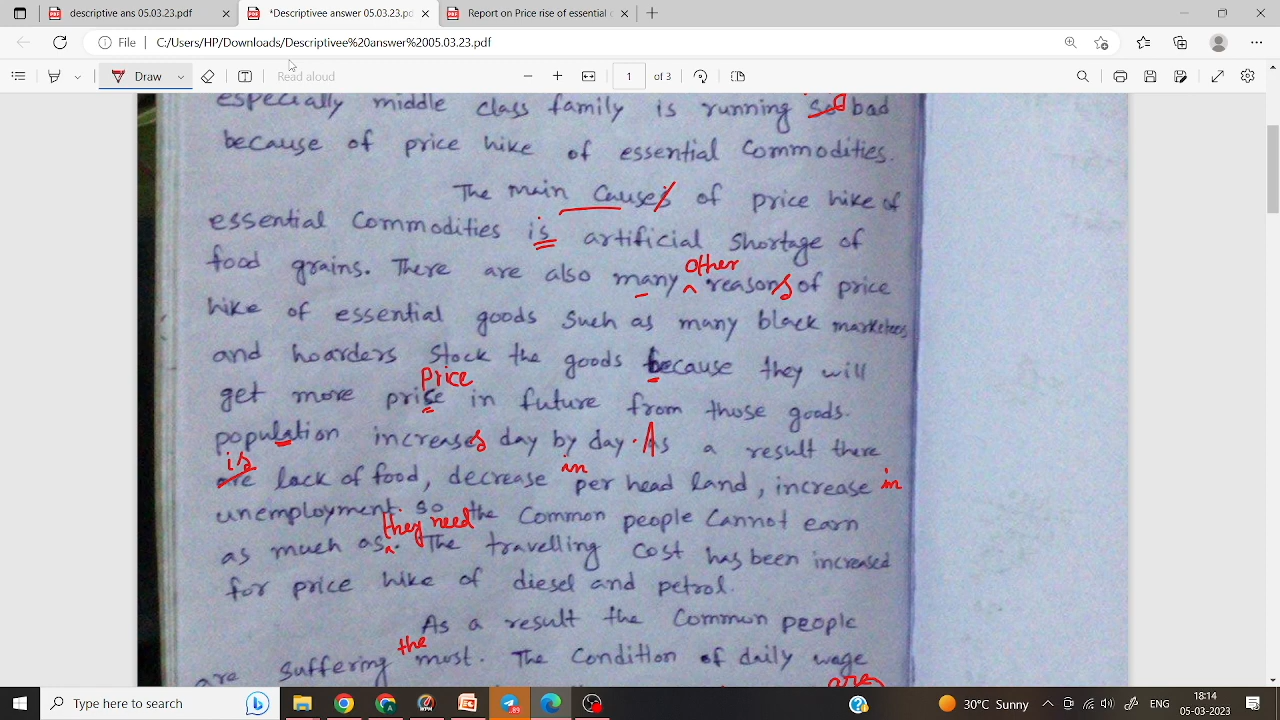 descriptive ans 05.03.23.pdf
*Descriptive answer 05.03.23.pd
Report on Price rise of essential
File
C:/Users/HP/Downloads/Descriptivee%20answer%2005.03.23.pdf
Draw
Read aloud
1 of 3
especially middle class family is running so bad
because of price hike of essential Commodities.
The main Causes of price hike of
essential Commodities is artificial Shortage of
other
food grains. There are also many reasons of price
hike of essential goods Such as many black marketees
and hoarders Stock the goods because they will
price
get more prise in future from those goods.
population increases day by day. As a result there
is in
are lack of food, decrease per head land, increase in
unemployment. So the Common people Cannot earn
they need
as much as. The travelling Cost has been increased
for price hike of diesel and petrol.
As a result the Common people
the
are suffering most. The Condition of daily wage
are
Type here to search
89
30°C Sunny
ENG
18:14
05-03-2023